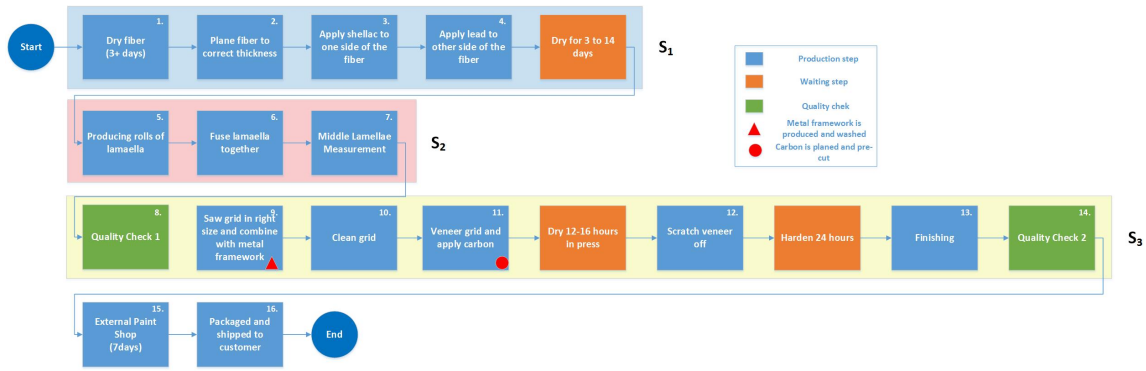 Start
1.
Dry fiber
(3+ days)
2.
Plane fiber to
correct thickness
3.
Apply shellac to
one side of the
fiber
4.
Apply lead to
other side of the
fiber
Dry for 3 to 14
days
S1
Production step
Waiting step
Quality chek
Metal framework is
produced and washed
Carbon is planed and pre-
cut
5.
Producing rolls of
lamaella
6.
Fuse lamaella
together
7.
Middle Lamellae
Measurement
S2
8.
Quality Check 1
9.
Saw grid in right
size and combine
with metal
framework
10.
Clean grid
11.
Veneer grid and
apply carbon
Dry 12-16 hours
in press
12.
Scratch veneer
off
Harden 24 hours
13.
Finishing
14.
Quality Check 2
S3
15.
External Paint
Shop
(7days)
16.
Packaged and
shipped to
customer
End